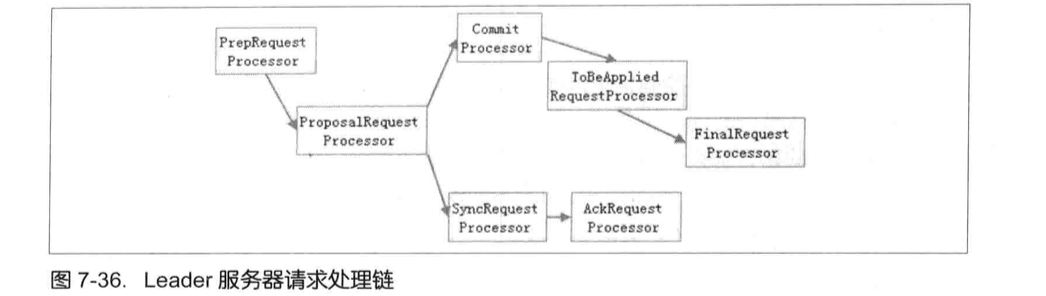 PrepRequest
Processor
ProposalRequest
Processor
Commit
Processor
ToBeApplied
RequestProcessor
FinalRequest
Processor
SyncRequest
Processor
AckRequest
Processor
图 7-36. Leader 服务器请求处理链